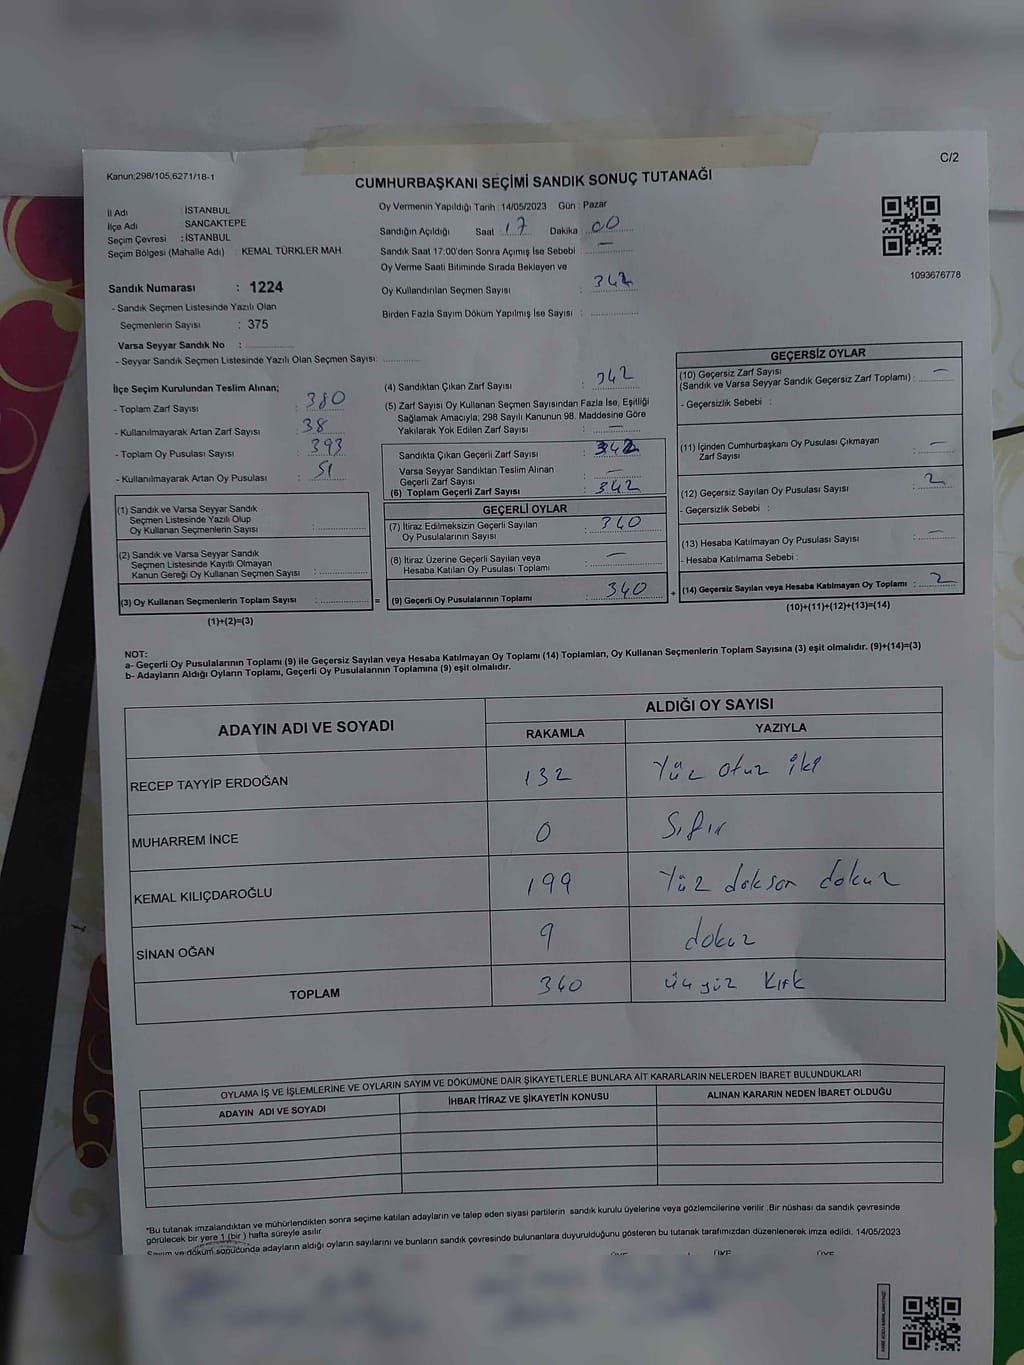 C/2
Kanun;298/105,6271/18-1
CUMHURBAŞKANI SEÇİMİ SANDIK SONUÇ TUTANAĞI
İl Adı : İSTANBUL
İlçe Adı : SANCAKTEPE
Seçim Çevresi : İSTANBUL
Seçim Bölgesi (Mahalle Adı) : KEMAL TÜRKLER MAH.
Oy Vermenin Yapıldığı Tarih : 14/05/2023 Gün : Pazar
Sandığın Açıldığı Saat 17 Dakika 00
Sandık Saat 17:00'den Sonra Açımış İse Sebebi : —
Oy Verme Saati Bitiminde Sırada Bekleyen ve
Oy Kullandırılan Seçmen Sayısı : 342
Birden Fazla Sayım Döküm Yapılmış İse Sayısı :
1093676778
Sandık Numarası : 1224
- Sandık Seçmen Listesinde Yazılı Olan
Seçmenlerin Sayısı : 375
Varsa Seyyar Sandık No :
- Seyyar Sandık Seçmen Listesinde Yazılı Olan Seçmen Sayısı:
İlçe Seçim Kurulundan Teslim Alınan;
- Toplam Zarf Sayısı : 380
- Kullanılmayarak Artan Zarf Sayısı : 38
- Toplam Oy Pusulası Sayısı : 393
- Kullanılmayarak Artan Oy Pusulası : 51
(1) Sandık ve Varsa Seyyar Sandık
Seçmen Listesinde Yazılı Olup
Oy Kullanan Seçmenlerin Sayısı :
(2) Sandık ve Varsa Seyyar Sandık
Seçmen Listesinde Kayıtlı Olmayan
Kanun Gereği Oy Kullanan Seçmen Sayısı :
(3) Oy Kullanan Seçmenlerin Toplam Sayısı :
(1)+(2)=(3)
(4) Sandıktan Çıkan Zarf Sayısı : 342
(5) Zarf Sayısı Oy Kullanan Seçmen Sayısından Fazla İse, Eşitliği
Sağlamak Amacıyla, 298 Sayılı Kanunun 98. Maddesine Göre
Yakılarak Yok Edilen Zarf Sayısı : —
Sandıkta Çıkan Geçerli Zarf Sayısı : 342
Varsa Seyyar Sandıktan Teslim Alınan
Geçerli Zarf Sayısı : —
(6) Toplam Geçerli Zarf Sayısı : 342
GEÇERLİ OYLAR
(7) İtiraz Edilmeksizin Geçerli Sayılan
Oy Pusulalarının Sayısı : 340
(8) İtiraz Üzerine Geçerli Sayılan veya
Hesaba Katılan Oy Pusulası Toplamı : —
= (9) Geçerli Oy Pusulalarının Toplamı : 340
GEÇERSİZ OYLAR
(10) Geçersiz Zarf Sayısı
(Sandık ve Varsa Seyyar Sandık Geçersiz Zarf Toplamı) : —
- Geçersizlik Sebebi :
(11) İçinden Cumhurbaşkanı Oy Pusulası Çıkmayan
Zarf Sayısı : —
(12) Geçersiz Sayılan Oy Pusulası Sayısı : 2
- Geçersizlik Sebebi :
(13) Hesaba Katılmayan Oy Pusulası Sayısı : —
- Hesaba Katılmama Sebebi :
+ (14) Geçersiz Sayılan veya Hesaba Katılmayan Oy Toplamı : 2
(10)+(11)+(12)+(13)=(14)
NOT:
a- Geçerli Oy Pusulalarının Toplamı (9) ile Geçersiz Sayılan veya Hesaba Katılmayan Oy Toplamı (14) Toplamları, Oy Kullanan Seçmenlerin Toplam Sayısına (3) eşit olmalıdır. (9)+(14)=(3)
b- Adayların Aldığı Oyların Toplamı, Geçerli Oy Pusulalarının Toplamına (9) eşit olmalıdır.
ADAYIN ADI VE SOYADI
ALDIĞI OY SAYISI
RAKAMLA YAZIYLA
RECEP TAYYİP ERDOĞAN 132 Yüz otuz iki
MUHARREM İNCE 0 Sıfır
KEMAL KILIÇDAROĞLU 199 Yüz doksan dokuz
SİNAN OĞAN 9 dokuz
TOPLAM 340 üçyüz kırk
OYLAMA İŞ VE İŞLEMLERİNE VE OYLARIN SAYIM VE DÖKÜMÜNE DAİR ŞİKAYETLERLE BUNLARA AİT KARARLARIN NELERDEN İBARET BULUNDUKLARI
ADAYIN ADI VE SOYADI İHBAR İTİRAZ VE ŞİKAYETİN KONUSU ALINAN KARARIN NEDEN İBARET OLDUĞU
*Bu tutanak imzalandıktan ve mühürlendikten sonra seçime katılan adayların ve talep eden siyasi partilerin sandık kurulu üyelerine veya gözlemcilerine verilir. Bir nüshası da sandık çevresinde
görülecek bir yere 1 (bir ) hafta süreyle asılır.
Sayım ve döküm sonucunda adayların aldığı oyların sayılarını ve bunların sandık çevresinde bulunanlara duyurulduğunu gösteren bu tutanak tarafımızdan düzenlenerek imza edildi. 14/05/2023
ÜYE ÜYE ÜYE